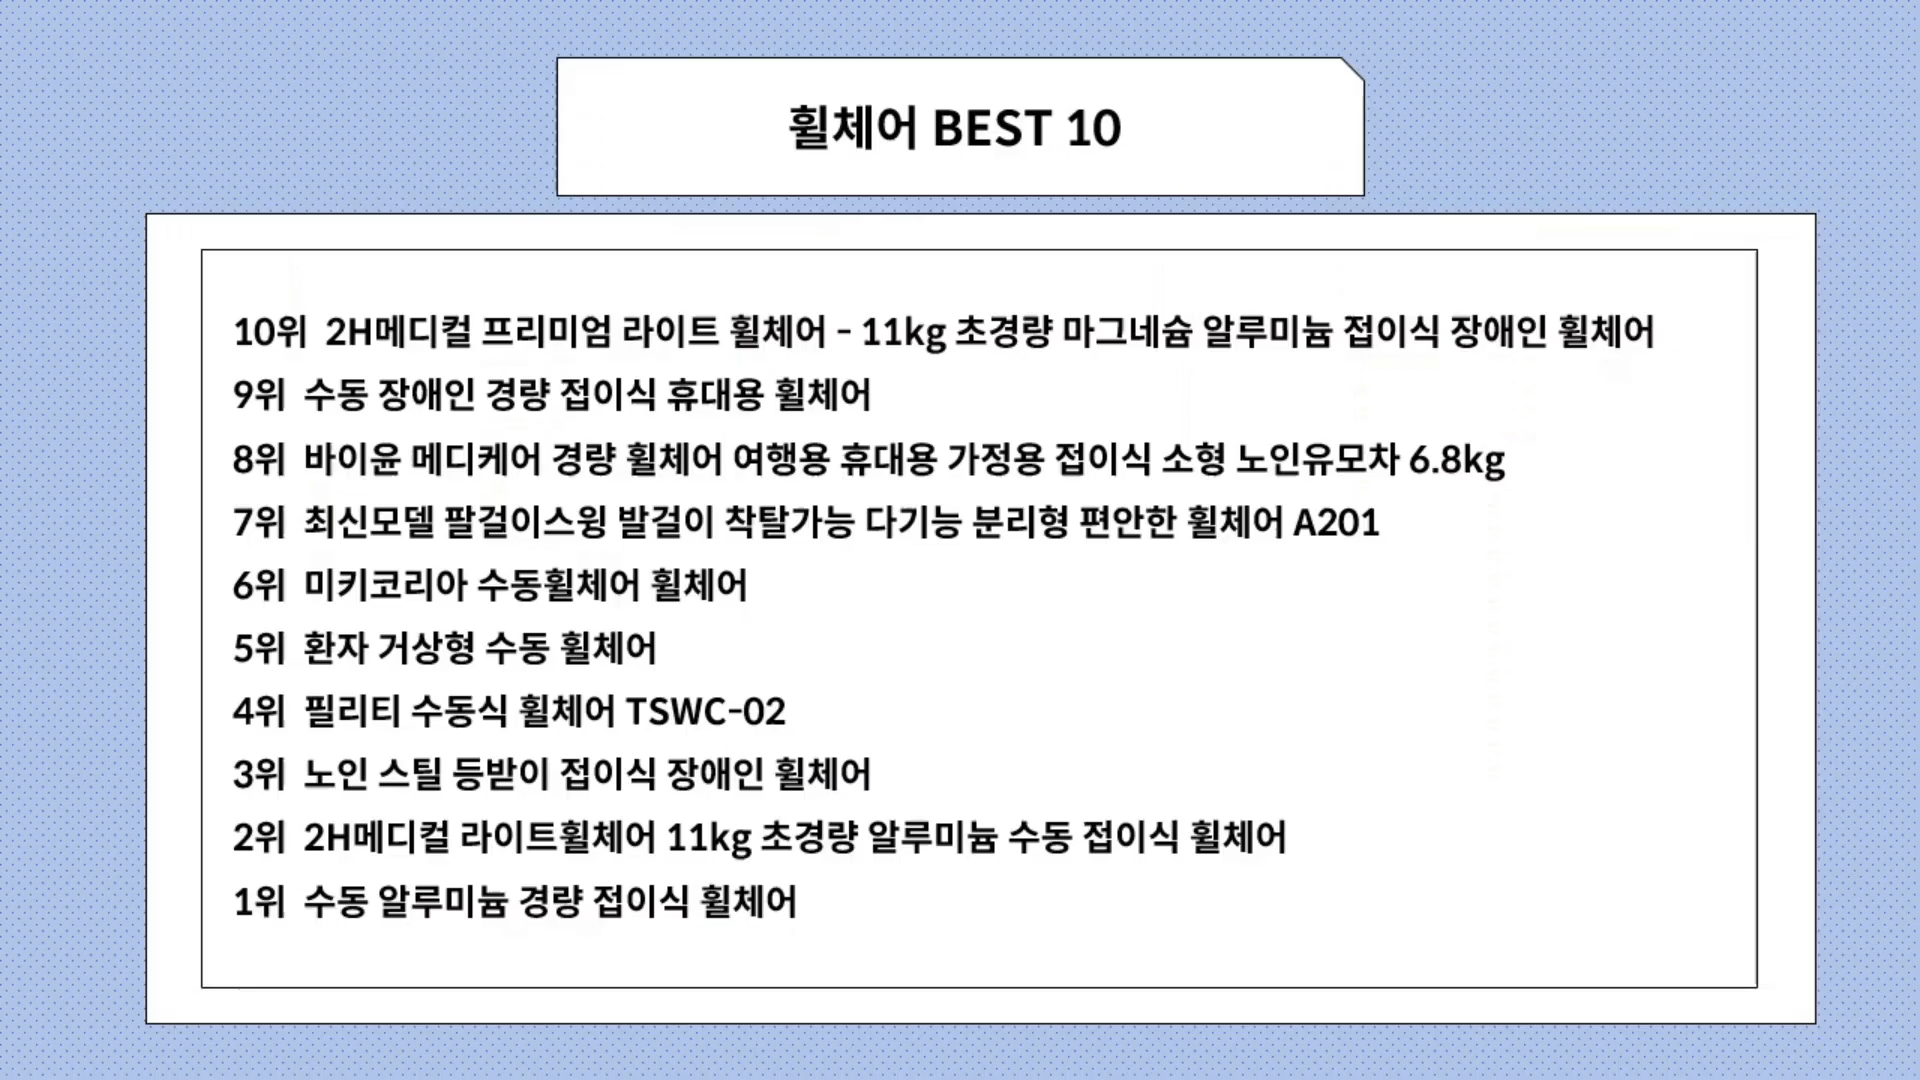 휠체어 BEST 10
10위 2H메디컬 프리미엄 라이트 휠체어 - 11kg 초경량 마그네슘 알루미늄 접이식 장애인 휠체어
9위 수동 장애인 경량 접이식 휴대용 휠체어
8위 바이윤 메디케어 경량 휠체어 여행용 휴대용 가정용 접이식 소형 노인유모차 6.8kg
7위 최신모델 팔걸이스윙 발걸이 착탈가능 다기능 분리형 편안한 휠체어 A201
6위 미키코리아 수동휠체어 휠체어
5위 환자 거상형 수동 휠체어
4위 필리티 수동식 휠체어 TSWC-02
3위 노인 스틸 등받이 접이식 장애인 휠체어
2위 2H메디컬 라이트휠체어 11kg 초경량 알루미늄 수동 접이식 휠체어
1위 수동 알루미늄 경량 접이식 휠체어